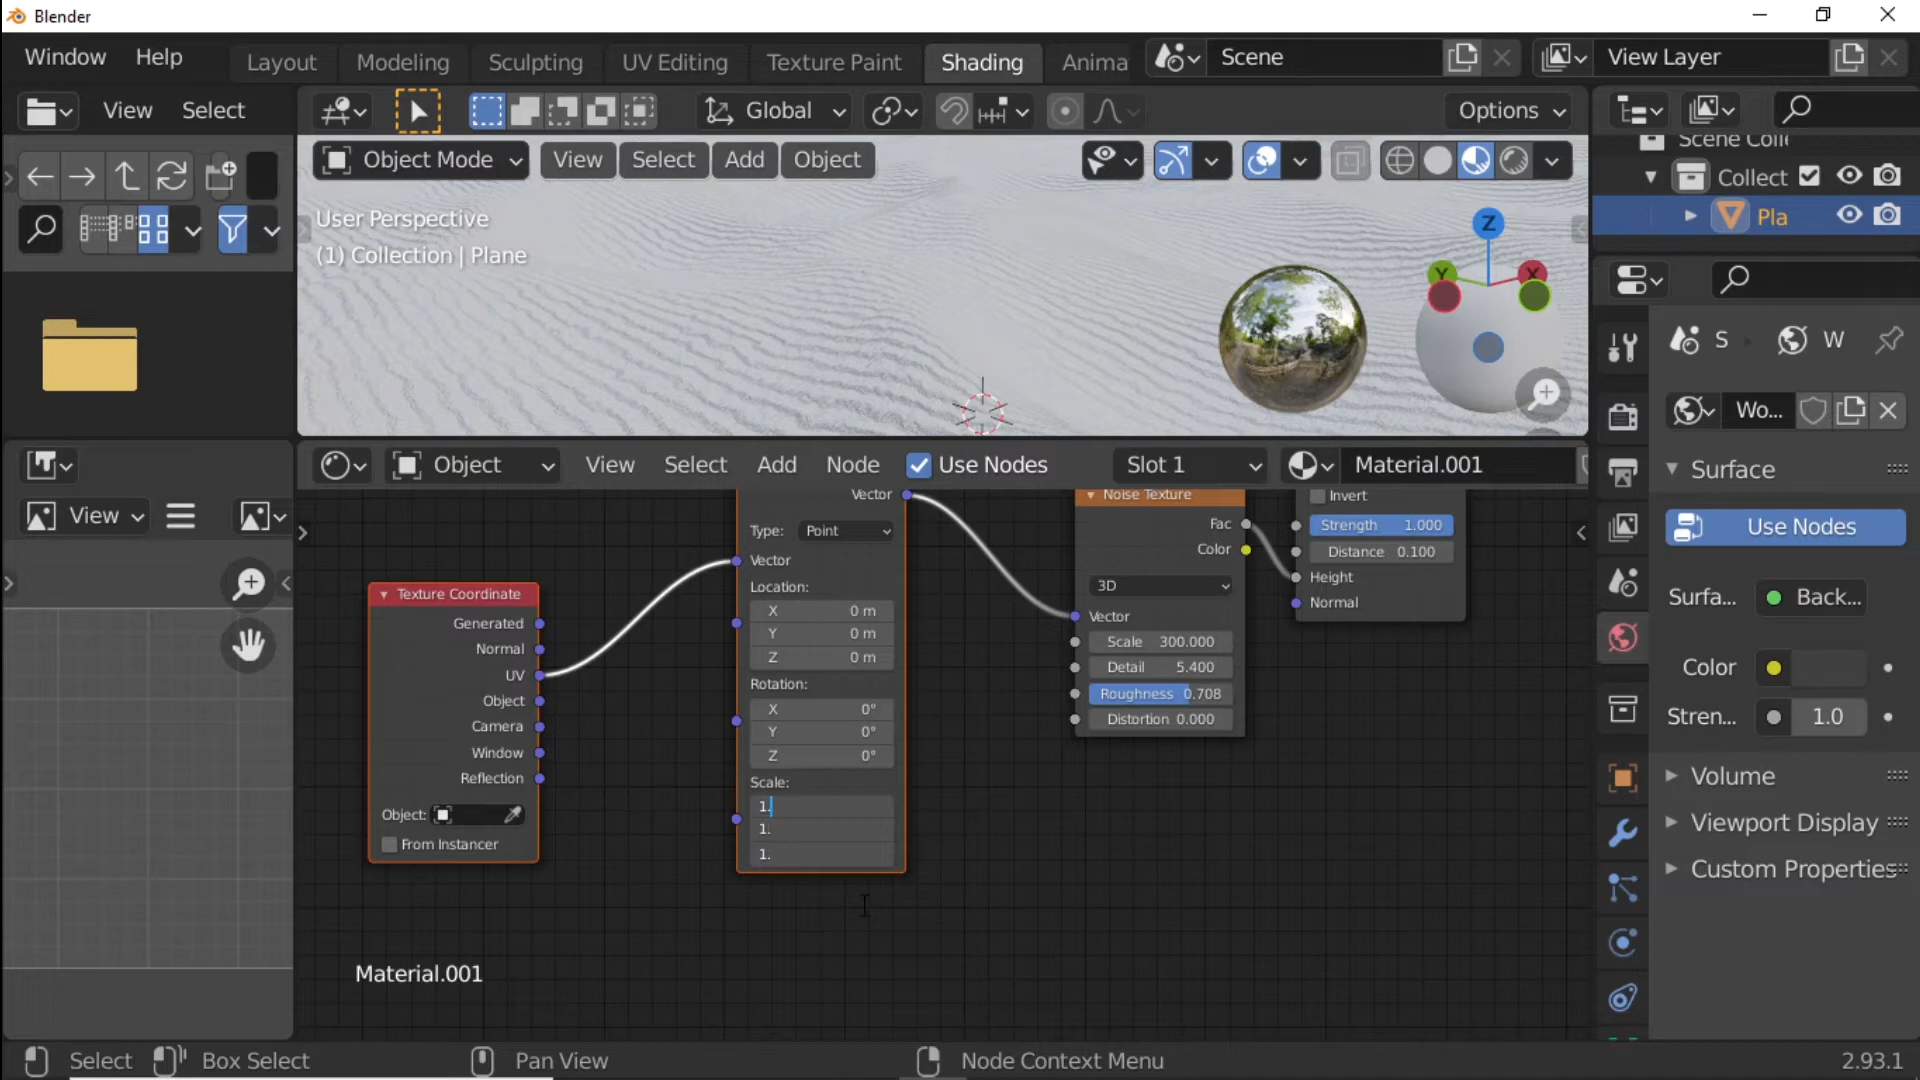 Blender
Window Help Layout Modeling Sculpting UV Editing Texture Paint Shading Anima Scene View Layer
View Select Global Options
Object Mode View Select Add Object
Scene Coll
Collect
Pla
User Perspective
(1) Collection | Plane
Z
Y X
S W
Wo...
Object View Select Add Node Use Nodes Slot 1 Material.001
View
Surface
Use Nodes
Surfa... Back...
Color
Stren... 1.0
Volume
Viewport Display
Custom Properties
Texture Coordinate
Generated
Normal
UV
Object
Camera
Window
Reflection
Object:
From Instancer
Vector
Type: Point
Vector
Location:
X 0 m
Y 0 m
Z 0 m
Rotation:
X 0°
Y 0°
Z 0°
Scale:
1.
1.
1.
Noise Texture
Fac
Color
3D
Vector
Scale 300.000
Detail 5.400
Roughness 0.708
Distortion 0.000
Invert
Strength 1.000
Distance 0.100
Height
Normal
Material.001
Select Box Select Pan View Node Context Menu 2.93.1